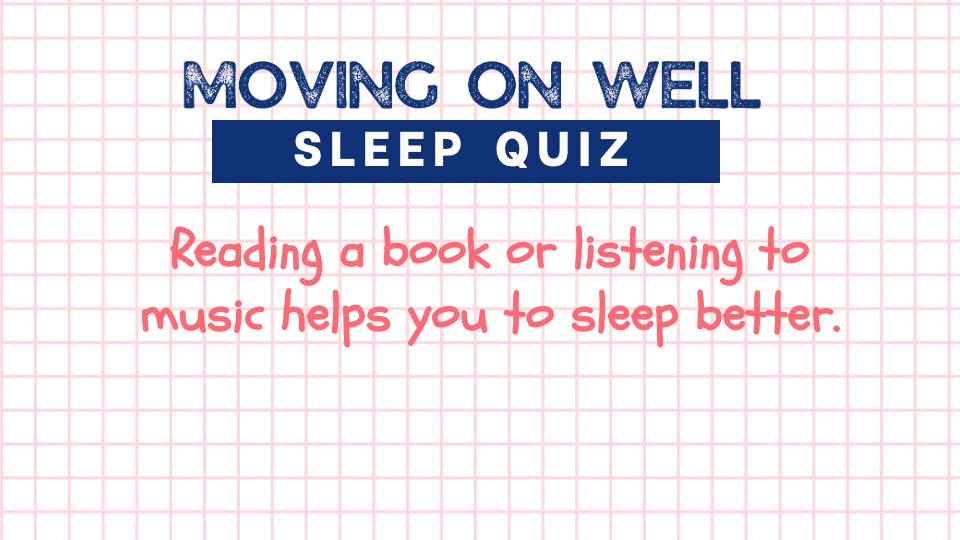 MOVING ON WELL
SLEEP QUIZ
Reading a book or listening to
music helps you to sleep better.